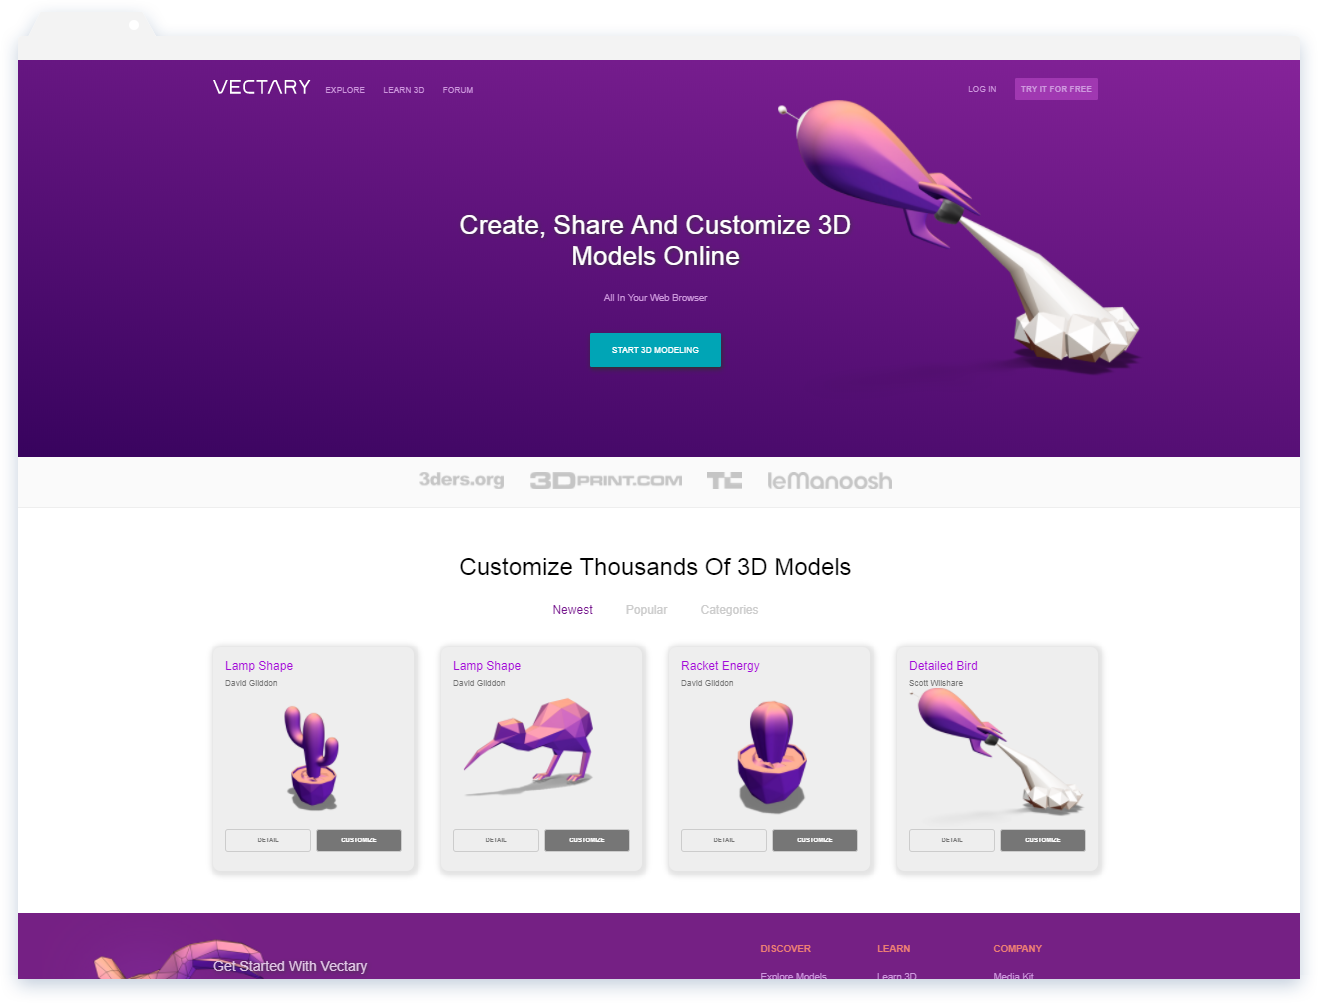 VECTARY EXPLORE LEARN 3D FORUM LOG IN TRY IT FOR FREE
Create, Share And Customize 3D
Models Online
All In Your Web Browser
START 3D MODELING
3ders.org 3DPRINT.COM TC leManoosh
Customize Thousands Of 3D Models
Newest Popular Categories
Lamp Shape
David Gliddon
DETAIL CUSTOMIZE
Lamp Shape
David Gliddon
DETAIL CUSTOMIZE
Racket Energy
David Gliddon
DETAIL CUSTOMIZE
Detailed Bird
Scott Wilshare
DETAIL CUSTOMIZE
Get Started With Vectary
DISCOVER
Explore Models
LEARN
Learn 3D
COMPANY
Media Kit